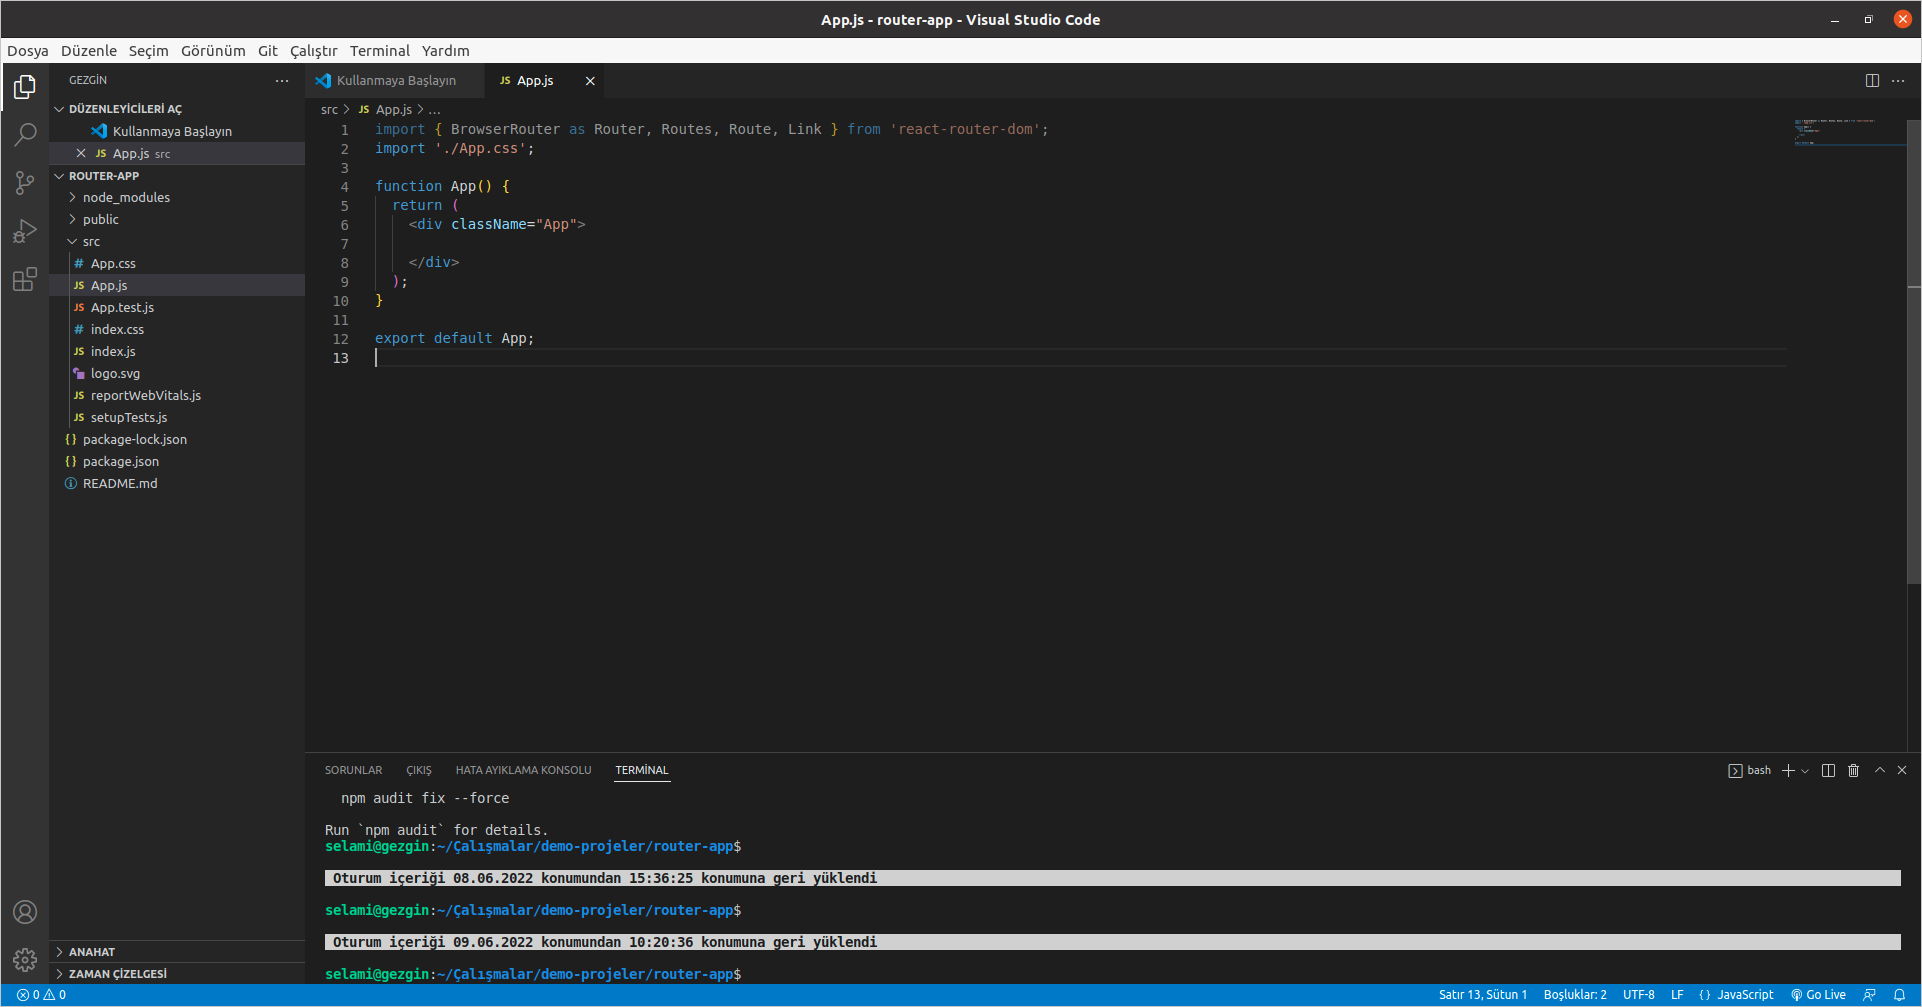 App.js - router-app - Visual Studio Code
Dosya Düzenle Seçim Görünüm Git Çalıştır Terminal Yardım
GEZGİN
DÜZENLEYİCİLERİ AÇ
Kullanmaya Başlayın
JS App.js src
ROUTER-APP
node_modules
public
src
# App.css
JS App.js
JS App.test.js
# index.css
JS index.js
logo.svg
JS reportWebVitals.js
JS setupTests.js
{} package-lock.json
{} package.json
README.md
ANAHAT
ZAMAN ÇİZELGESİ
Kullanmaya Başlayın JS App.js
src > JS App.js > ...
1 import { BrowserRouter as Router, Routes, Route, Link } from 'react-router-dom';
2 import './App.css';
3
4 function App() {
5 return (
6 <div className="App">
7
8 </div>
9 );
10 }
11
12 export default App;
13
SORUNLAR ÇIKIŞ HATA AYIKLAMA KONSOLU TERMİNAL bash
npm audit fix --force
Run `npm audit` for details.
selami@gezgin:~/Çalışmalar/demo-projeler/router-app$
Oturum içeriği 08.06.2022 konumundan 15:36:25 konumuna geri yüklendi
selami@gezgin:~/Çalışmalar/demo-projeler/router-app$
Oturum içeriği 09.06.2022 konumundan 10:20:36 konumuna geri yüklendi
selami@gezgin:~/Çalışmalar/demo-projeler/router-app$
0 0 Satır 13, Sütun 1 Boşluklar: 2 UTF-8 LF {} JavaScript Go Live